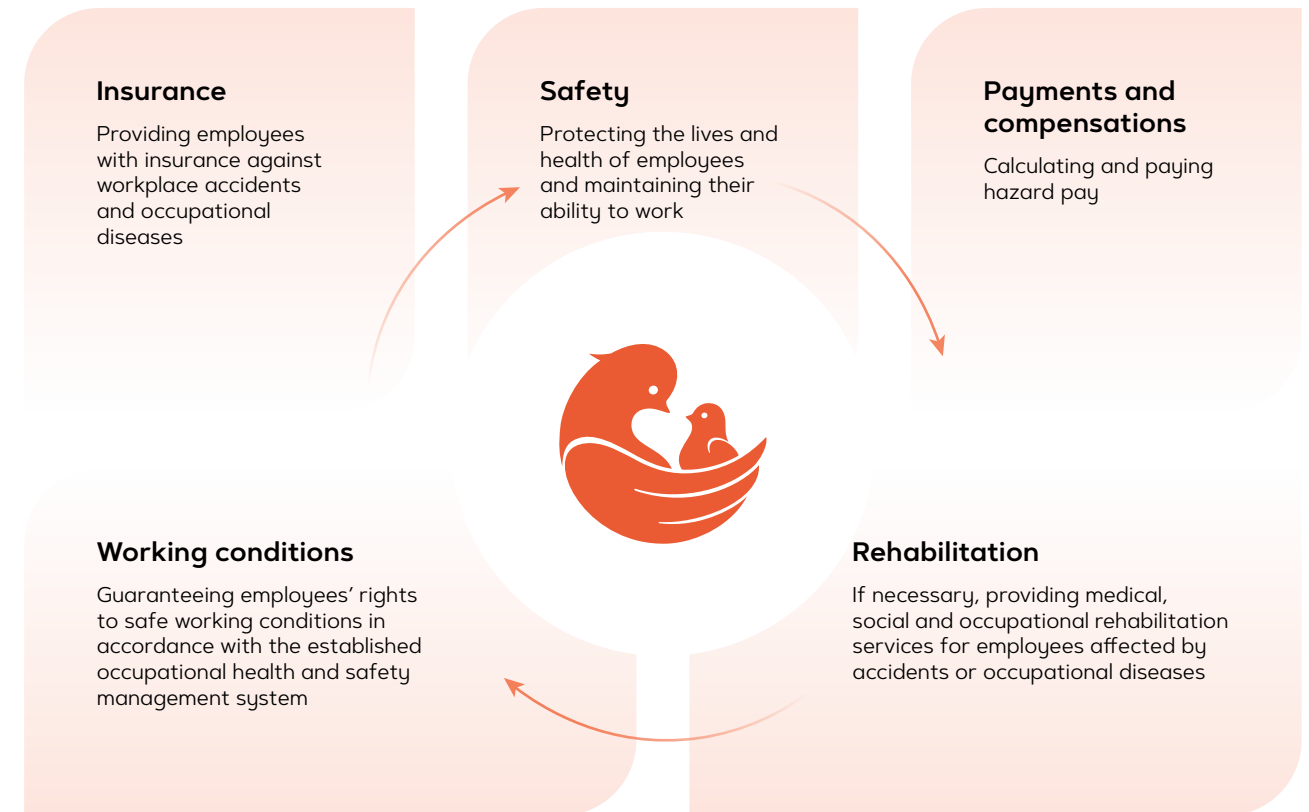 Insurance
Providing employees
with insurance against
workplace accidents
and occupational
diseases
Safety
Protecting the lives and
health of employees
and maintaining their
ability to work
Payments and
compensations
Calculating and paying
hazard pay
Working conditions
Guaranteeing employees’ rights
to safe working conditions in
accordance with the established
occupational health and safety
management system
Rehabilitation
If necessary, providing medical,
social and occupational rehabilitation
services for employees affected by
accidents or occupational diseases